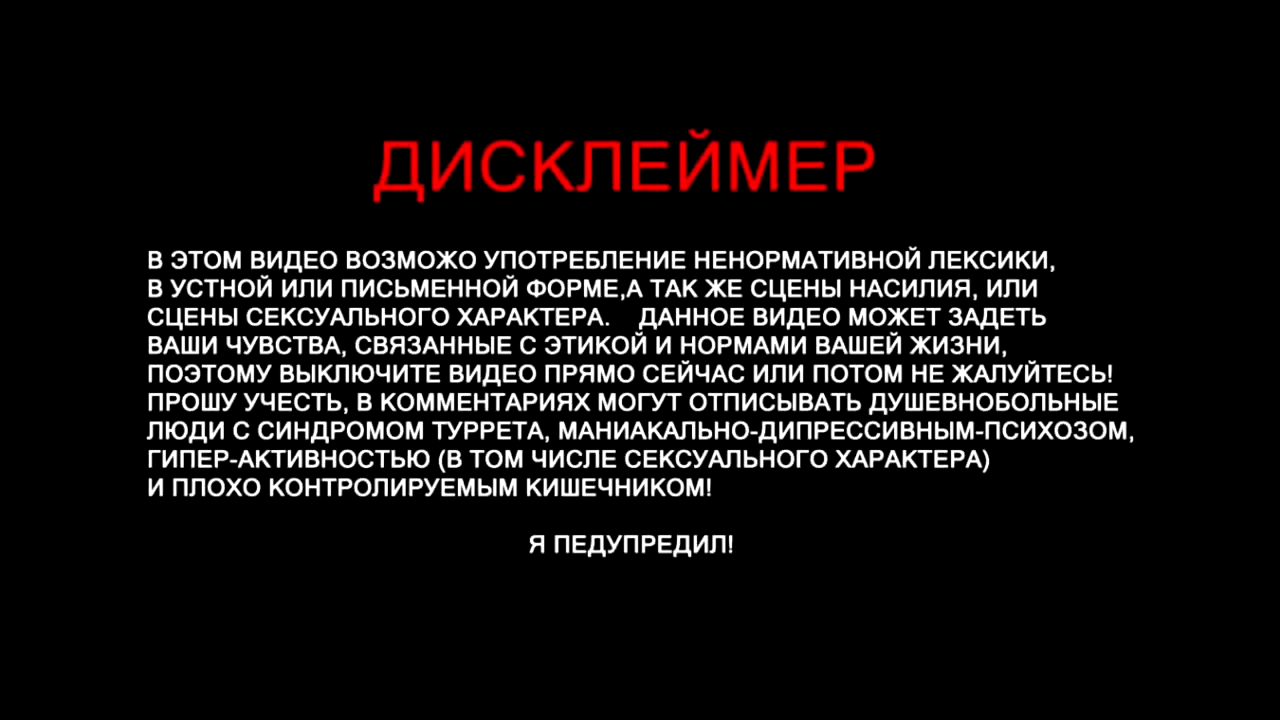 ДИСКЛЕЙМЕР
В ЭТОМ ВИДЕО ВОЗМОЖО УПОТРЕБЛЕНИЕ НЕНОРМАТИВНОЙ ЛЕКСИКИ,
В УСТНОЙ ИЛИ ПИСЬМЕННОЙ ФОРМЕ,А ТАК ЖЕ СЦЕНЫ НАСИЛИЯ, ИЛИ
СЦЕНЫ СЕКСУАЛЬНОГО ХАРАКТЕРА. ДАННОЕ ВИДЕО МОЖЕТ ЗАДЕТЬ
ВАШИ ЧУВСТВА, СВЯЗАННЫЕ С ЭТИКОЙ И НОРМАМИ ВАШЕЙ ЖИЗНИ,
ПОЭТОМУ ВЫКЛЮЧИТЕ ВИДЕО ПРЯМО СЕЙЧАС ИЛИ ПОТОМ НЕ ЖАЛУЙТЕСЬ!
ПРОШУ УЧЕСТЬ, В КОММЕНТАРИЯХ МОГУТ ОТПИСЫВАТЬ ДУШЕВНОБОЛЬНЫЕ
ЛЮДИ С СИНДРОМОМ ТУРРЕТА, МАНИАКАЛЬНО-ДИПРЕССИВНЫМ-ПСИХОЗОМ,
ГИПЕР-АКТИВНОСТЬЮ (В ТОМ ЧИСЛЕ СЕКСУАЛЬНОГО ХАРАКТЕРА)
И ПЛОХО КОНТРОЛИРУЕМЫМ КИШЕЧНИКОМ!
Я ПЕДУПРЕДИЛ!